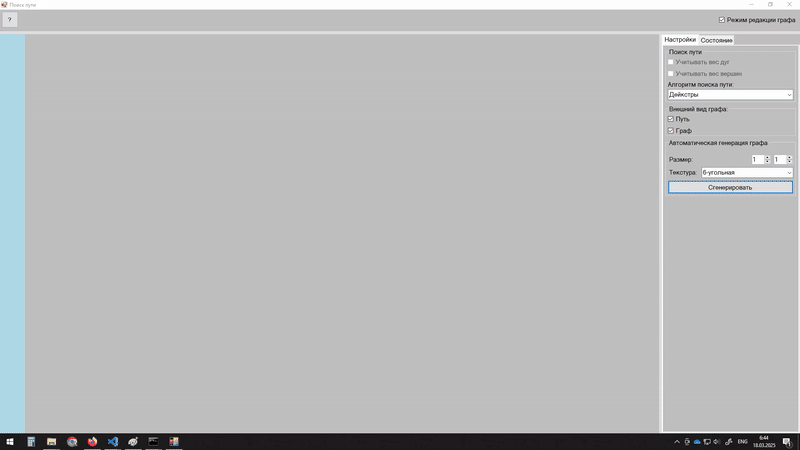 Поиск пути
?
Режим редакции графа
Настройки
Состояние
Поиск пути
Учитывать вес дуг
Учитывать вес вершин
Алгоритм поиска пути:
Дейкстры
Внешний вид графа:
Путь
Граф
Автоматическая генерация графа
Размер: 1 1
Текстура: 6-угольная
Сгенерировать
ENG
6:44
18.03.2025